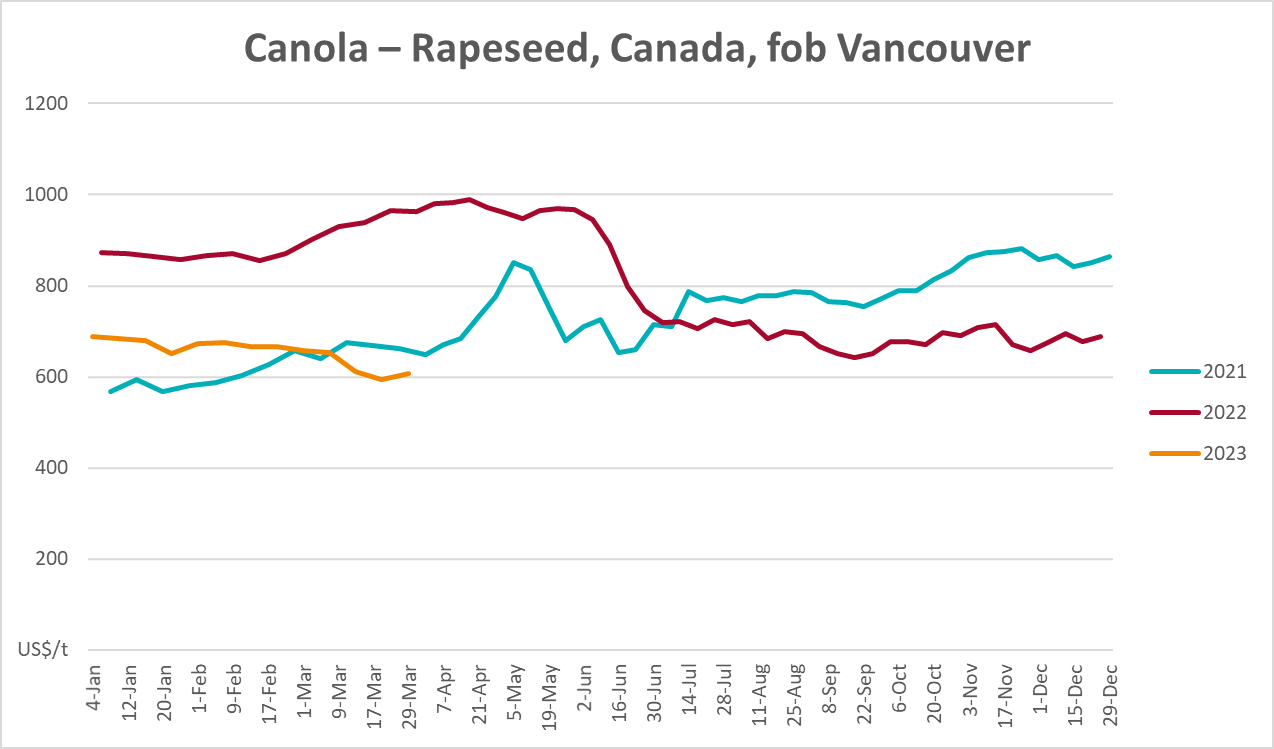 Canola – Rapeseed, Canada, fob Vancouver
1200
1000
800
600
400
200
US$/t
4-Jan
12-Jan
20-Jan
1-Feb
9-Feb
17-Feb
1-Mar
9-Mar
17-Mar
29-Mar
7-Apr
21-Apr
5-May
19-May
2-Jun
16-Jun
30-Jun
14-Jul
28-Jul
11-Aug
25-Aug
8-Sep
22-Sep
6-Oct
20-Oct
3-Nov
17-Nov
1-Dec
15-Dec
29-Dec
2021
2022
2023